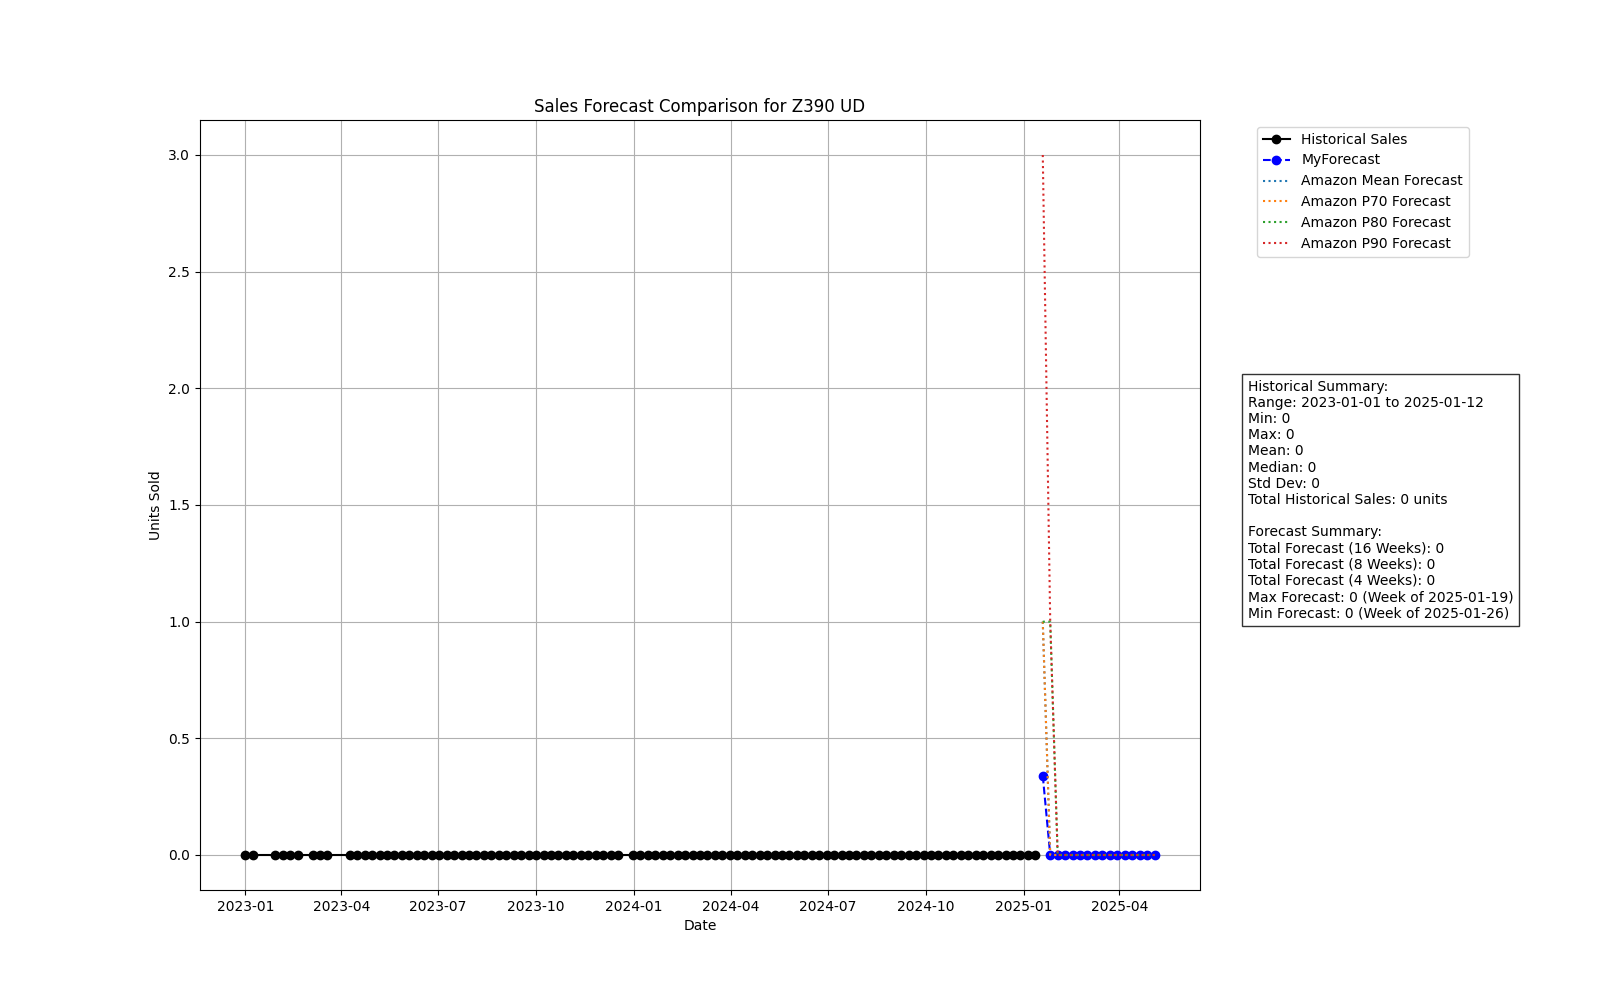 Sales Forecast Comparison for Z390 UD
Historical Sales
MyForecast
Amazon Mean Forecast
Amazon P70 Forecast
Amazon P80 Forecast
Amazon P90 Forecast
3.0
2.5
2.0
1.5
1.0
0.5
0.0
Units Sold
2023-01
2023-04
2023-07
2023-10
2024-01
2024-04
2024-07
2024-10
2025-01
2025-04
Date
Historical Summary:
Range: 2023-01-01 to 2025-01-12
Min: 0
Max: 0
Mean: 0
Median: 0
Std Dev: 0
Total Historical Sales: 0 units
Forecast Summary:
Total Forecast (16 Weeks): 0
Total Forecast (8 Weeks): 0
Total Forecast (4 Weeks): 0
Max Forecast: 0 (Week of 2025-01-19)
Min Forecast: 0 (Week of 2025-01-26)